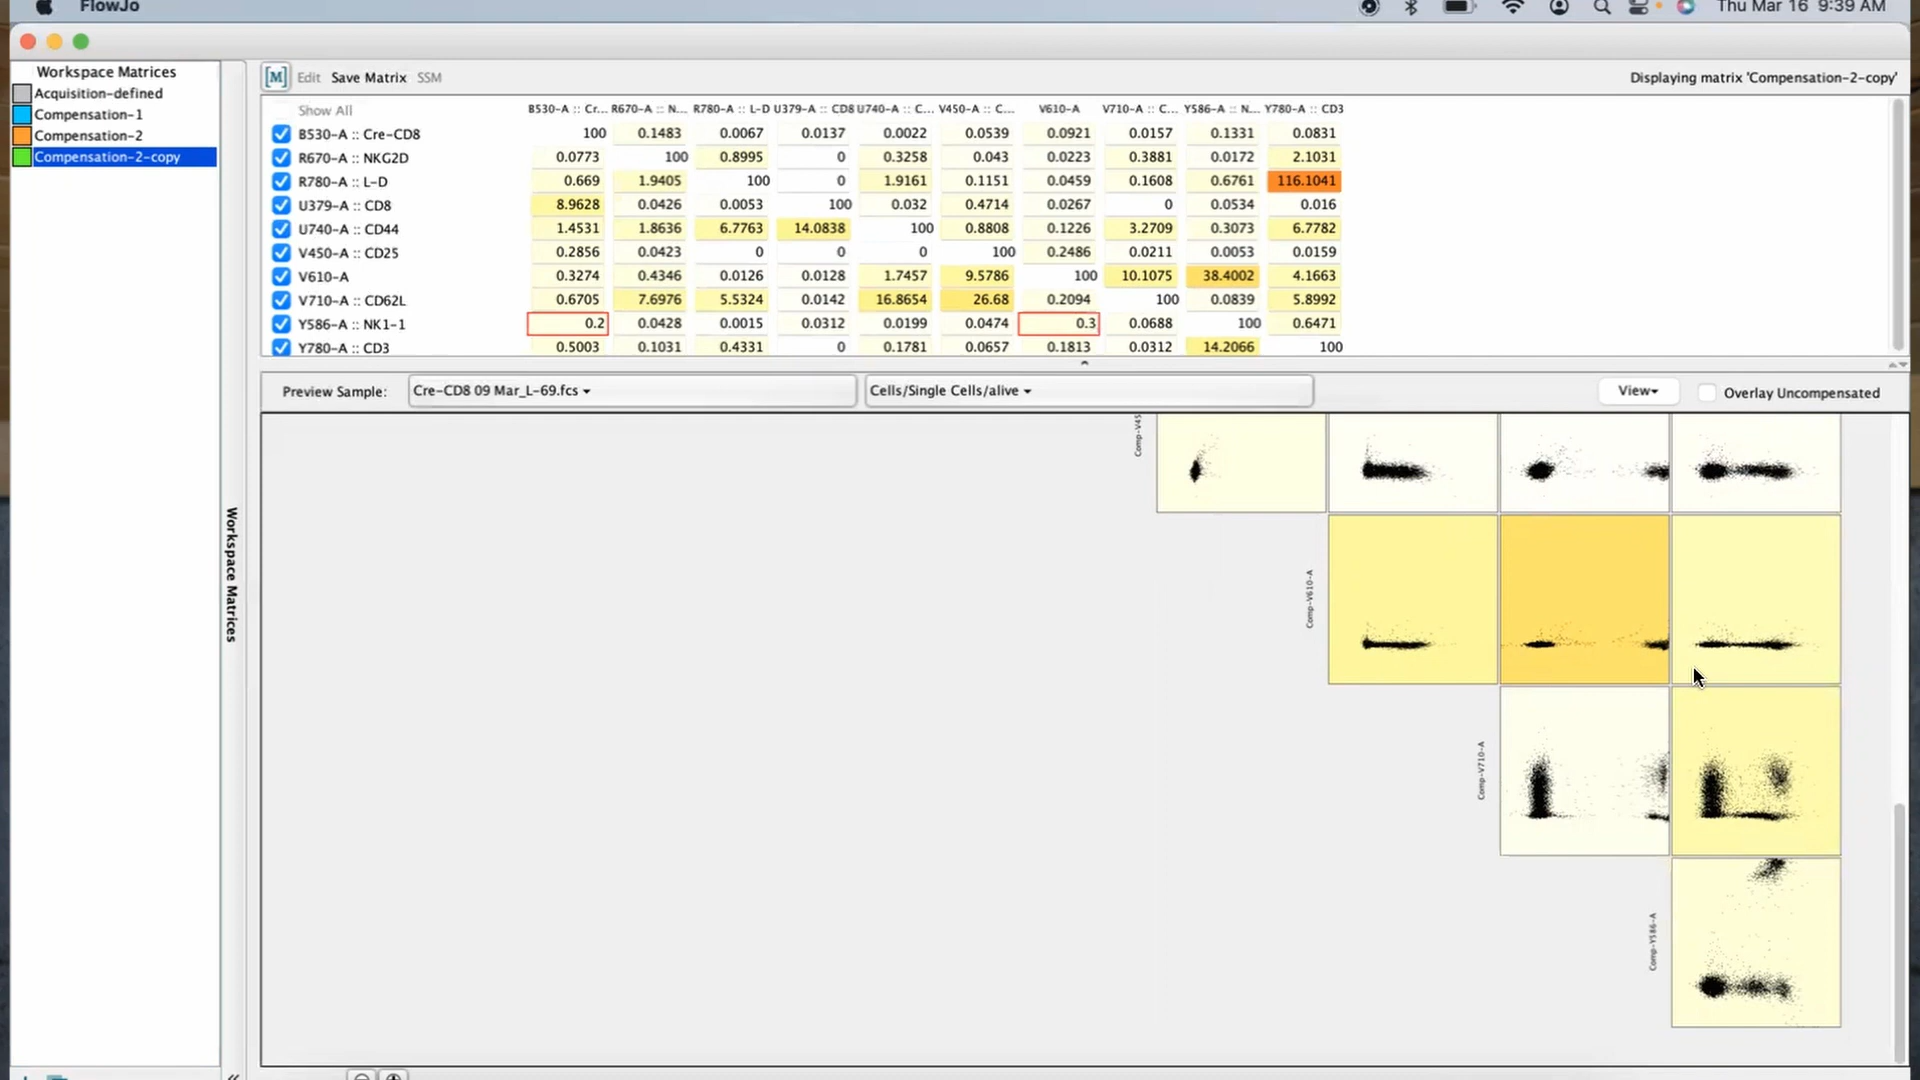 FlowJo Thu Mar 16 9:39 AM
Workspace Matrices
Acquisition-defined
Compensation-1
Compensation-2
Compensation-2-copy
[M] Edit Save Matrix SSM Displaying matrix 'Compensation-2-copy'
Show All B530-A :: Cr... R670-A :: N... R780-A :: L-D U379-A :: CD8 U740-A :: C... V450-A :: C... V610-A V710-A :: C... Y586-A :: N... Y780-A :: CD3
B530-A :: Cre-CD8 100 0.1483 0.0067 0.0137 0.0022 0.0539 0.0921 0.0157 0.1331 0.0831
R670-A :: NKG2D 0.0773 100 0.8995 0 0.3258 0.043 0.0223 0.3881 0.0172 2.1031
R780-A :: L-D 0.669 1.9405 100 0 1.9161 0.1151 0.0459 0.1608 0.6761 116.1041
U379-A :: CD8 8.9628 0.0426 0.0053 100 0.032 0.4714 0.0267 0 0.0534 0.016
U740-A :: CD44 1.4531 1.8636 6.7763 14.0838 100 0.8808 0.1226 3.2709 0.3073 6.7782
V450-A :: CD25 0.2856 0.0423 0 0 0 100 0.2486 0.0211 0.0053 0.0159
V610-A 0.3274 0.4346 0.0126 0.0128 1.7457 9.5786 100 10.1075 38.4002 4.1663
V710-A :: CD62L 0.6705 7.6976 5.5324 0.0142 16.8654 26.68 0.2094 100 0.0839 5.8992
Y586-A :: NK1-1 0.2 0.0428 0.0015 0.0312 0.0199 0.0474 0.3 0.0688 100 0.6471
Y780-A :: CD3 0.5003 0.1031 0.4331 0 0.1781 0.0657 0.1813 0.0312 14.2066 100
Preview Sample: Cre-CD8 09 Mar_L-69.fcs Cells/Single Cells/alive View Overlay Uncompensated
Workspace Matrices
Comp-V45
Comp-V610-A
Comp-V710-A
Comp-Y586-A